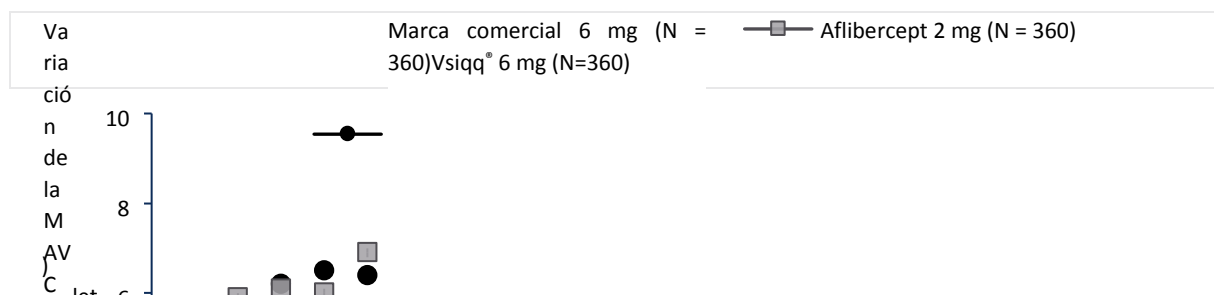 Va
ria
ció
n
de
la
M
AV
)
C
Marca comercial 6 mg (N =
360)Vsiqq® 6 mg (N=360)
Aflibercept 2 mg (N = 360)
10
8
6